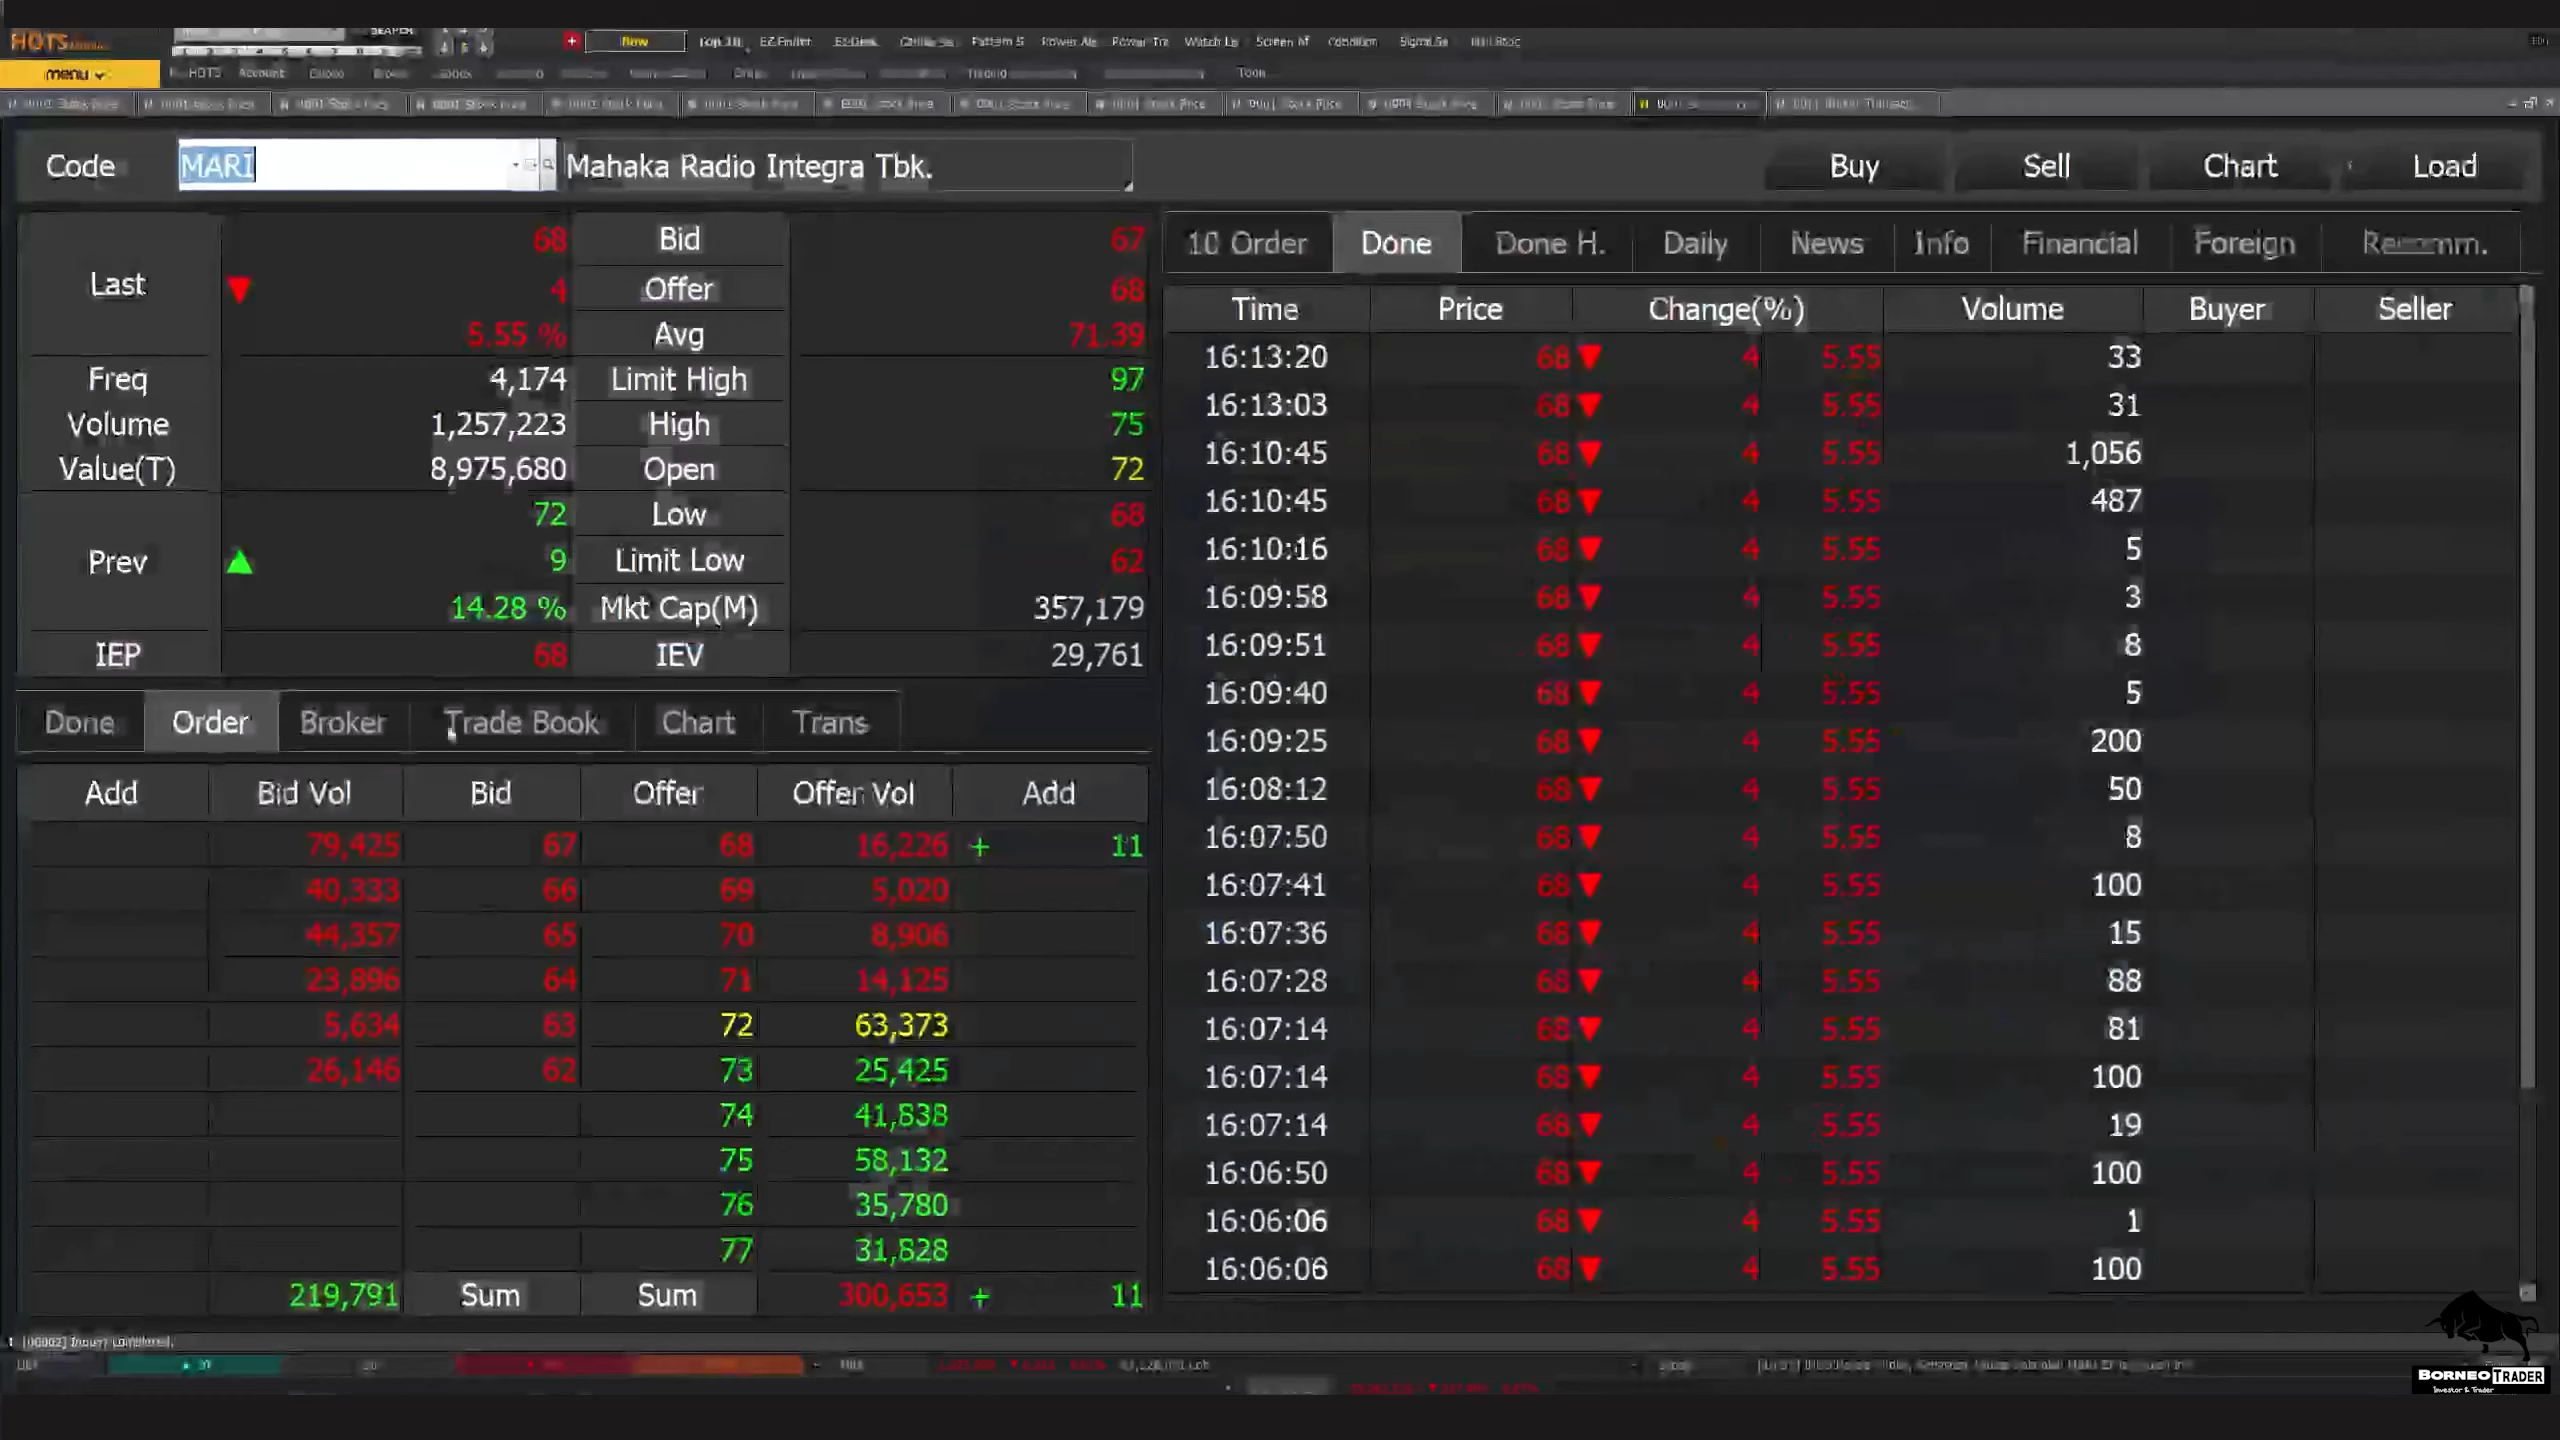 HOTS
menu
HOTS Account
Code MARI Mahaka Radio Integra Tbk. Buy Sell Chart Load
Last 68 Bid 67
▼ 4 Offer 68
5.55 % Avg 71.39
Freq 4,174 Limit High 97
Volume 1,257,223 High 75
Value(T) 8,975,680 Open 72
Prev 72 Low 68
▲ 9 Limit Low 62
14.28 % Mkt Cap(M) 357,179
IEP 68 IEV 29,761
Done Order Broker Trade Book Chart Trans
Add Bid Vol Bid Offer Offer Vol Add
79,425 67 68 16,226 + 11
40,333 66 69 5,020
44,357 65 70 8,906
23,896 64 71 14,125
5,634 63 72 63,373
26,146 62 73 25,425
74 41,838
75 58,132
76 35,780
77 31,828
219,791 Sum Sum 300,653 + 11
10 Order Done Done H. Daily News Info Financial Foreign Recomm.
Time Price Change(%) Volume Buyer Seller
16:13:20 68 ▼ 4 5.55 33
16:13:03 68 ▼ 4 5.55 31
16:10:45 68 ▼ 4 5.55 1,056
16:10:45 68 ▼ 4 5.55 487
16:10:16 68 ▼ 4 5.55 5
16:09:58 68 ▼ 4 5.55 3
16:09:51 68 ▼ 4 5.55 8
16:09:40 68 ▼ 4 5.55 5
16:09:25 68 ▼ 4 5.55 200
16:08:12 68 ▼ 4 5.55 50
16:07:50 68 ▼ 4 5.55 8
16:07:41 68 ▼ 4 5.55 100
16:07:36 68 ▼ 4 5.55 15
16:07:28 68 ▼ 4 5.55 88
16:07:14 68 ▼ 4 5.55 81
16:07:14 68 ▼ 4 5.55 100
16:07:14 68 ▼ 4 5.55 19
16:06:50 68 ▼ 4 5.55 100
16:06:06 68 ▼ 4 5.55 1
16:06:06 68 ▼ 4 5.55 100
BORNEO TRADER
Investor & Trader